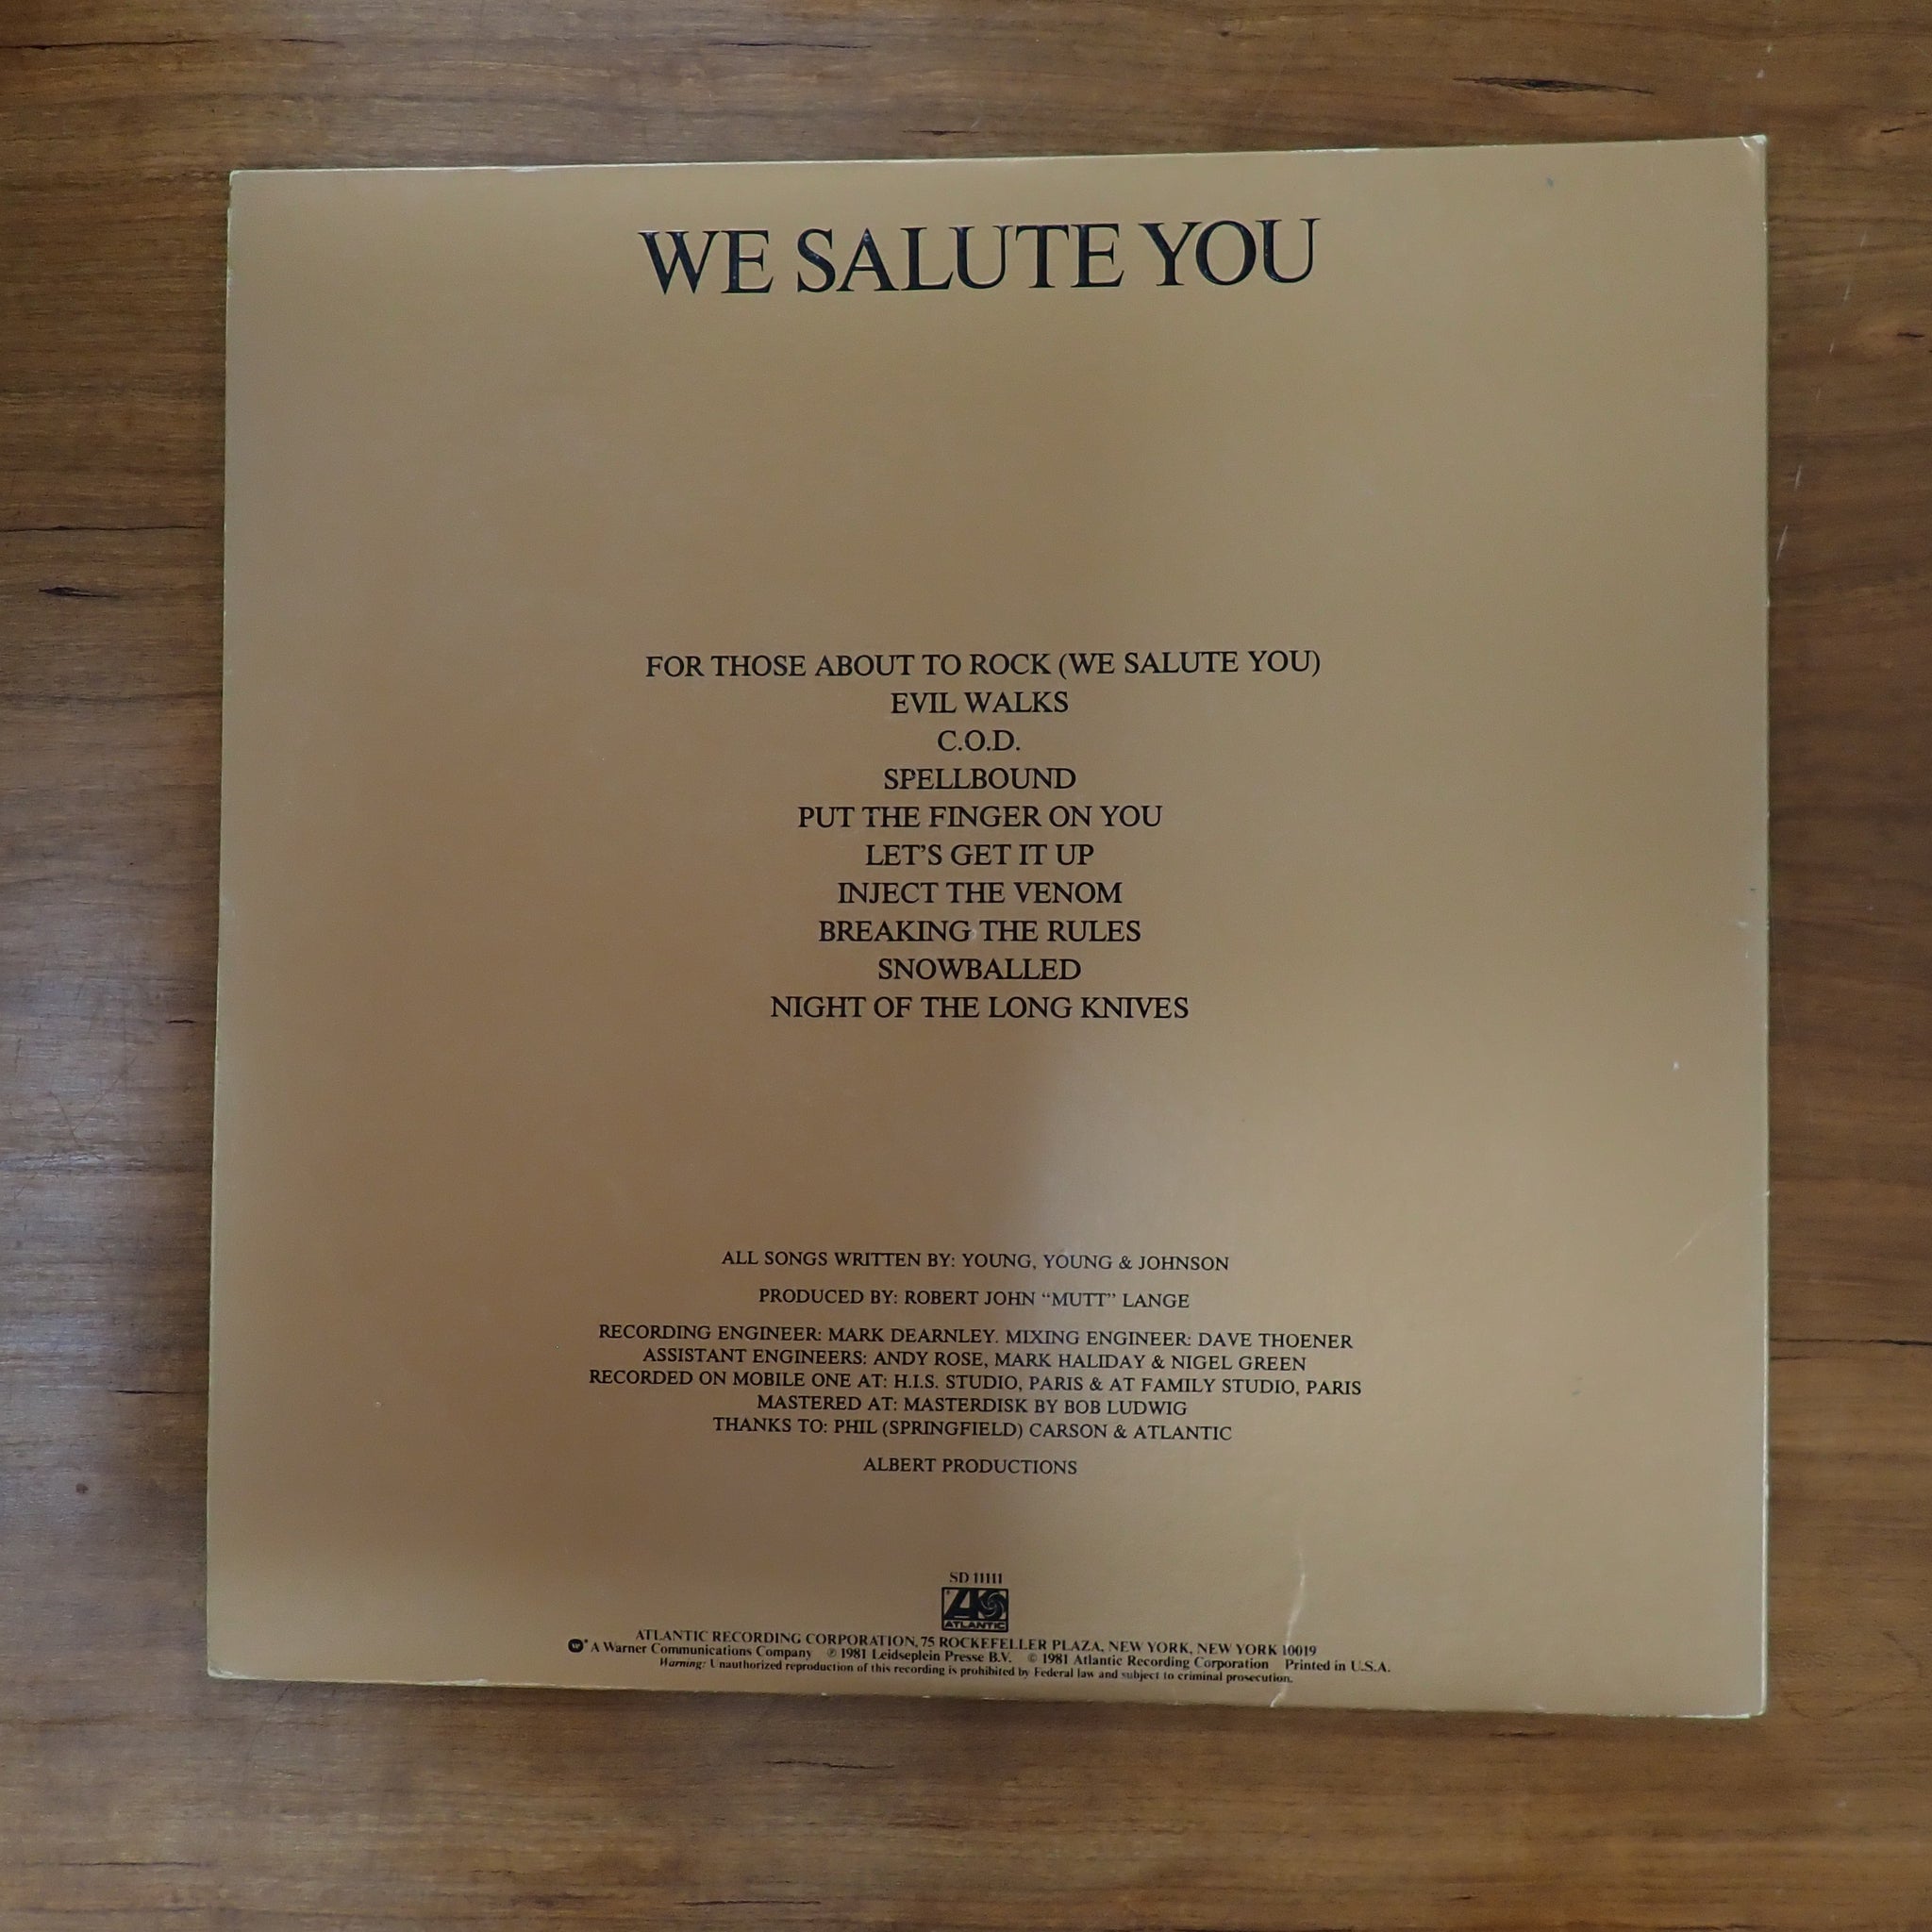 WE SALUTE YOU
FOR THOSE ABOUT TO ROCK (WE SALUTE YOU)
EVIL WALKS
C.O.D.
SPELLBOUND
PUT THE FINGER ON YOU
LET'S GET IT UP
INJECT THE VENOM
BREAKING THE RULES
SNOWBALLED
NIGHT OF THE LONG KNIVES
ALL SONGS WRITTEN BY: YOUNG, YOUNG & JOHNSON
PRODUCED BY: ROBERT JOHN “MUTT” LANGE
RECORDING ENGINEER: MARK DEARNLEY. MIXING ENGINEER: DAVE THOENER
ASSISTANT ENGINEERS: ANDY ROSE, MARK HALIDAY & NIGEL GREEN
RECORDED ON MOBILE ONE AT: H.I.S. STUDIO, PARIS & AT FAMILY STUDIO, PARIS
MASTERED AT: MASTERDISK BY BOB LUDWIG
THANKS TO: PHIL (SPRINGFIELD) CARSON & ATLANTIC
ALBERT PRODUCTIONS
SD 11111
ATLANTIC
ATLANTIC RECORDING CORPORATION, 75 ROCKEFELLER PLAZA, NEW YORK, NEW YORK 10019
A Warner Communications Company ℗ 1981 Leidseplein Presse B.V. © 1981 Atlantic Recording Corporation Printed in U.S.A.
Warning: Unauthorized reproduction of this recording is prohibited by Federal law and subject to criminal prosecution.